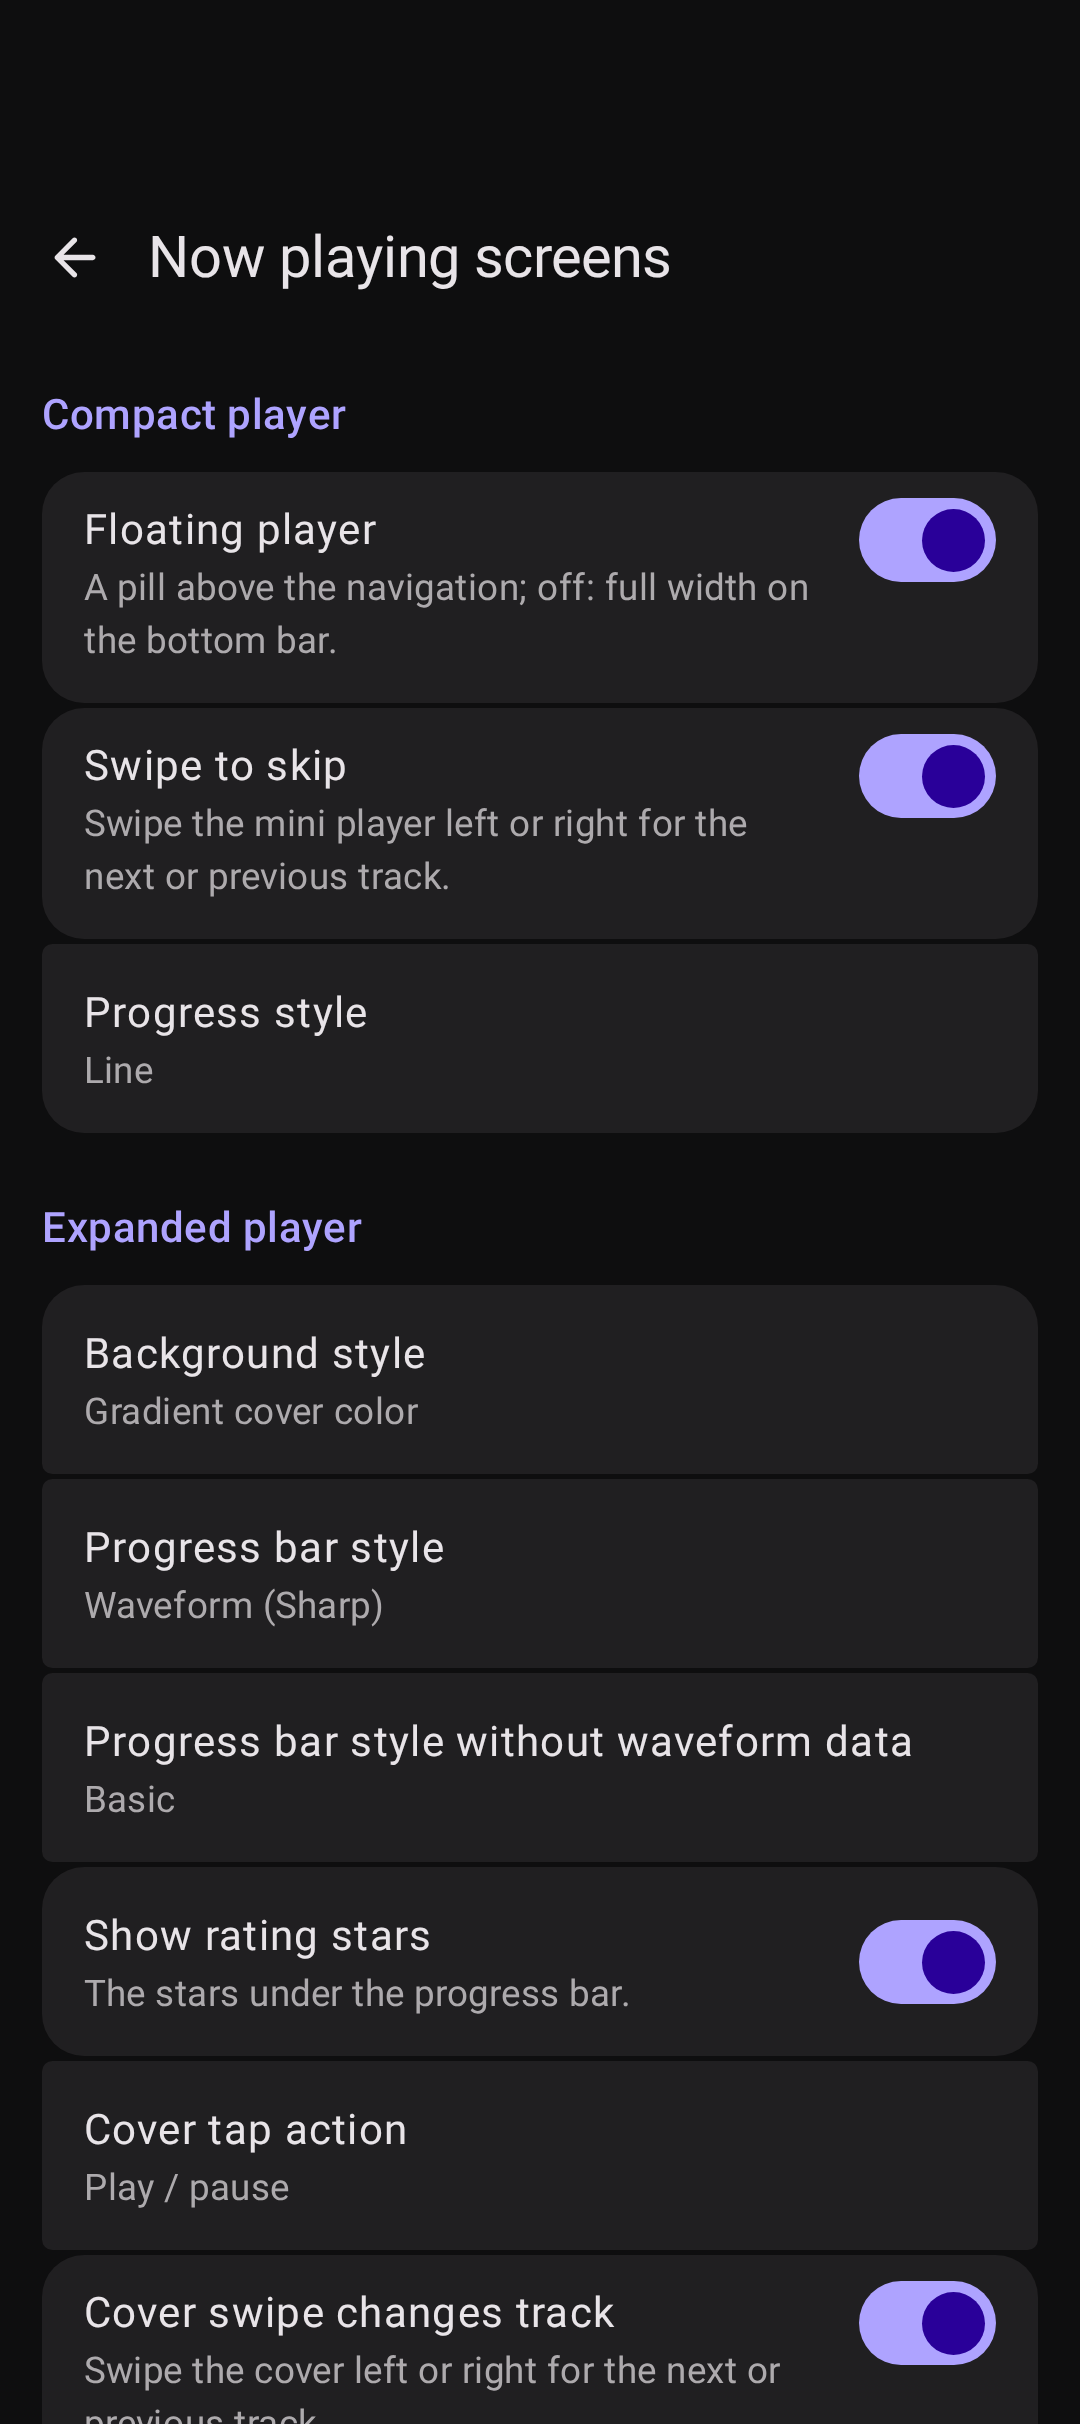 Now playing screens
Compact player
Floating player
A pill above the navigation; off: full width on
the bottom bar.
Swipe to skip
Swipe the mini player left or right for the
next or previous track.
Progress style
Line
Expanded player
Background style
Gradient cover color
Progress bar style
Waveform (Sharp)
Progress bar style without waveform data
Basic
Show rating stars
The stars under the progress bar.
Cover tap action
Play / pause
Cover swipe changes track
Swipe the cover left or right for the next or
previous track.